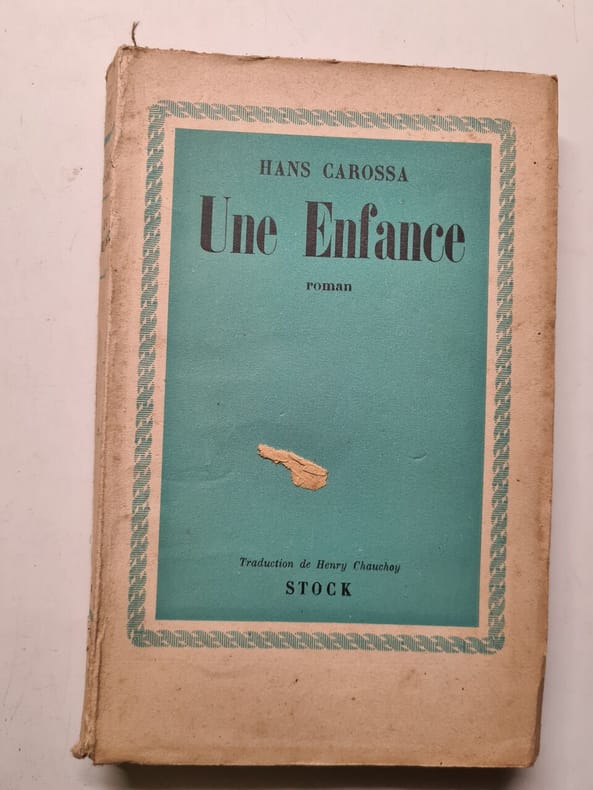 HANS CAROSSA
Une Enfance
roman
Traduction de Henry Chauchoy
STOCK